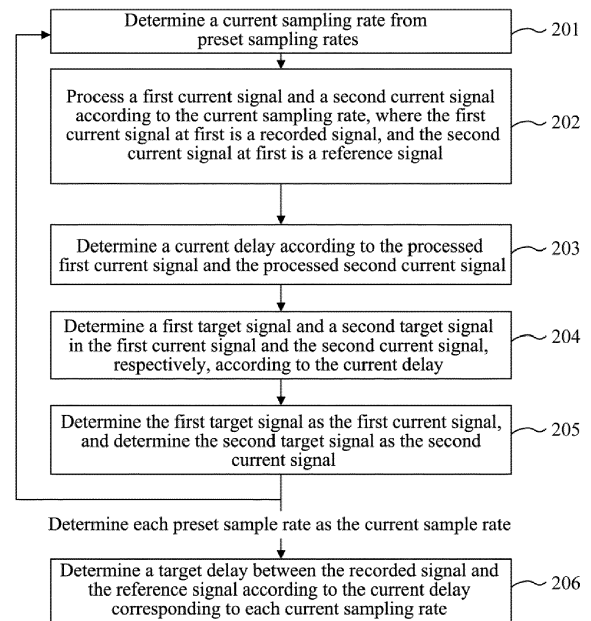 Determine a current sampling rate from
preset sampling rates
201
Process a first current signal and a second current signal
according to the current sampling rate, where the first
current signal at first is a recorded signal, and the second
current signal at first is a reference signal
202
Determine a current delay according to the processed
first current signal and the processed second current signal
203
Determine a first target signal and a second target signal
in the first current signal and the second current signal,
respectively, according to the current delay
204
Determine the first target signal as the first current signal,
and determine the second target signal as the second
current signal
205
Determine each preset sample rate as the current sample rate
Determine a target delay between the recorded signal and
the reference signal according to the current delay
corresponding to each current sampling rate
206